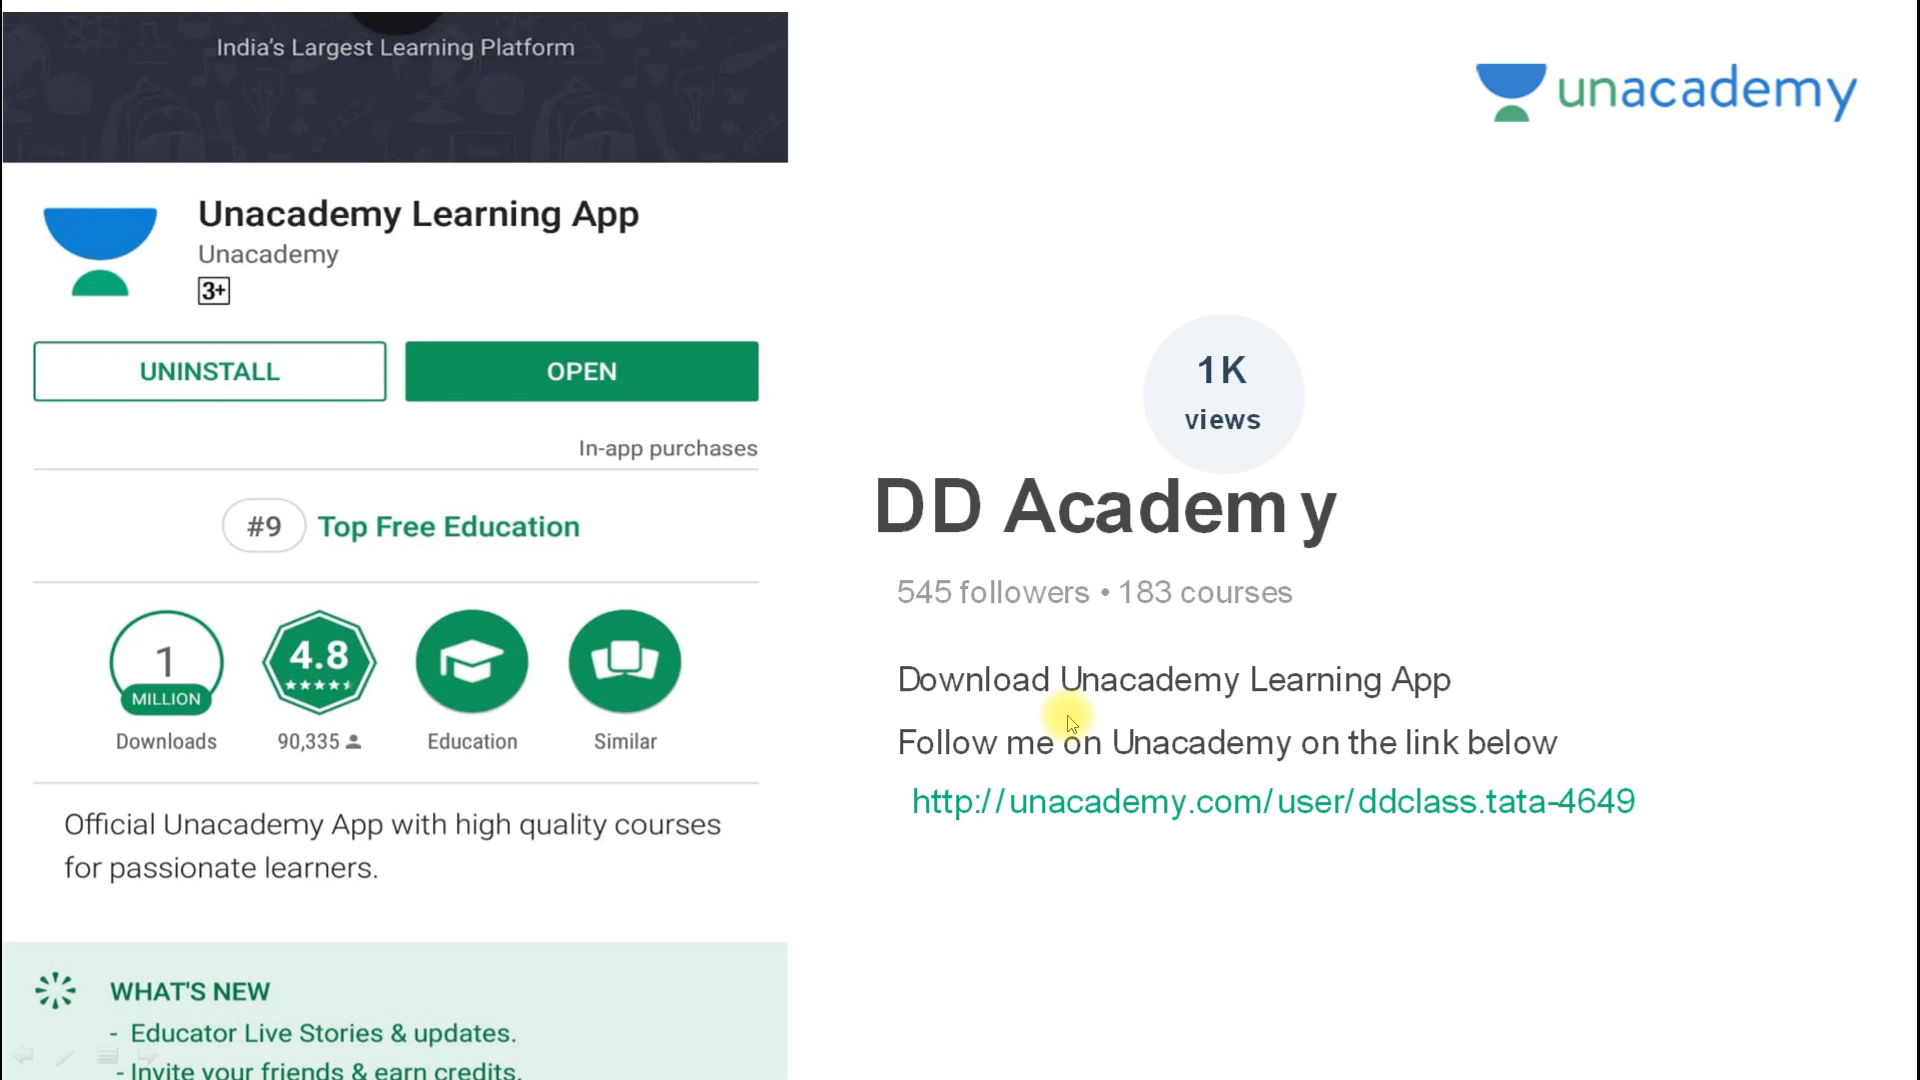 India's Largest Learning Platform
Unacademy Learning App
Unacademy
3+
UNINSTALL
OPEN
In-app purchases
#9 Top Free Education
1
MILLION
Downloads
4.8
90,335
Education
Similar
Official Unacademy App with high quality courses
for passionate learners.
WHAT'S NEW
- Educator Live Stories & updates.
- Invite your friends & earn credits.
unacademy
1K
views
DD Academy
545 followers • 183 courses
Download Unacademy Learning App
Follow me on Unacademy on the link below
http://unacademy.com/user/ddclass.tata-4649